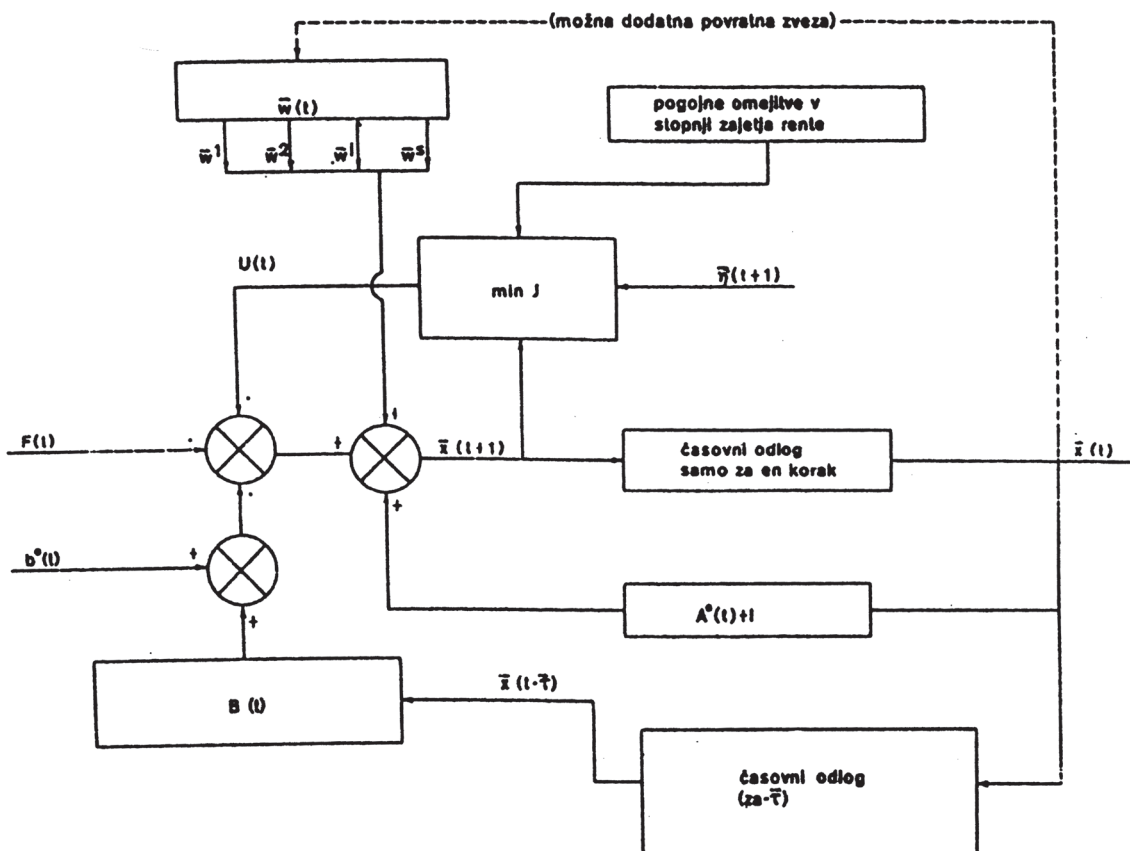 (možna dodatna povratna zveza)
w̅(t)
pogojne omejitve v
stopnji zajetja rente
w̅¹ w̅² w̅ⁱ w̅ˢ
U(t)
min J
η̅(t+1)
F(t)
+
+
x̅(t+1)
časovni odlog
samo za en korak
x̅(t)
+
b°(t)
+
A°(t)+I
+
x̅(t-τ̅)
B(t)
časovni odlog
(za-τ̅)